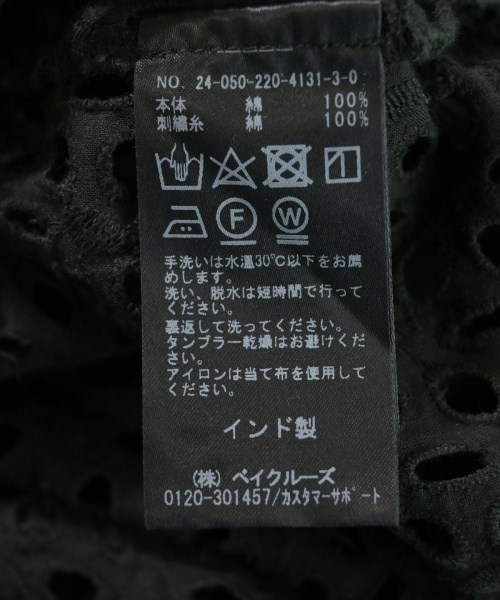 NO. 24-050-220-4131-3-0
本体 綿 100%
刺繍糸 綿 100%
F W
手洗いは水温30℃以下をお薦
めします。
洗い、脱水は短時間で行って
ください。
裏返して洗ってください。
タンブラー乾燥はお避けくだ
さい。
アイロンは当て布を使用して
ください。
インド製
(株) ベイクルーズ
0120-301457/カスタマーサポート